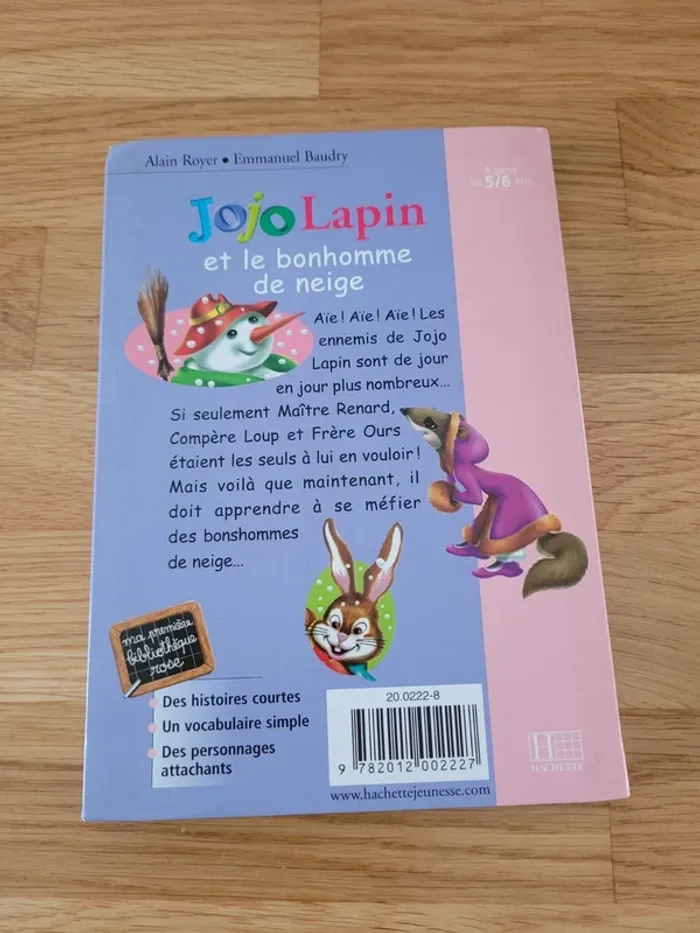 Alain Royer • Emmanuel Baudry
À partir
de 5/6 ans
Jojo Lapin
et le bonhomme
de neige
Aïe ! Aïe ! Aïe ! Les
ennemis de Jojo
Lapin sont de jour
en jour plus nombreux...
Si seulement Maître Renard,
Compère Loup et Frère Ours
étaient les seuls à lui en vouloir !
Mais voilà que maintenant, il
doit apprendre à se méfier
des bonshommes
de neige...
ma première
bibliothèque
rose
Des histoires courtes
Un vocabulaire simple
Des personnages
attachants
20.0222-8
9 782012 002227
www.hachettejeunesse.com
H
HACHETTE